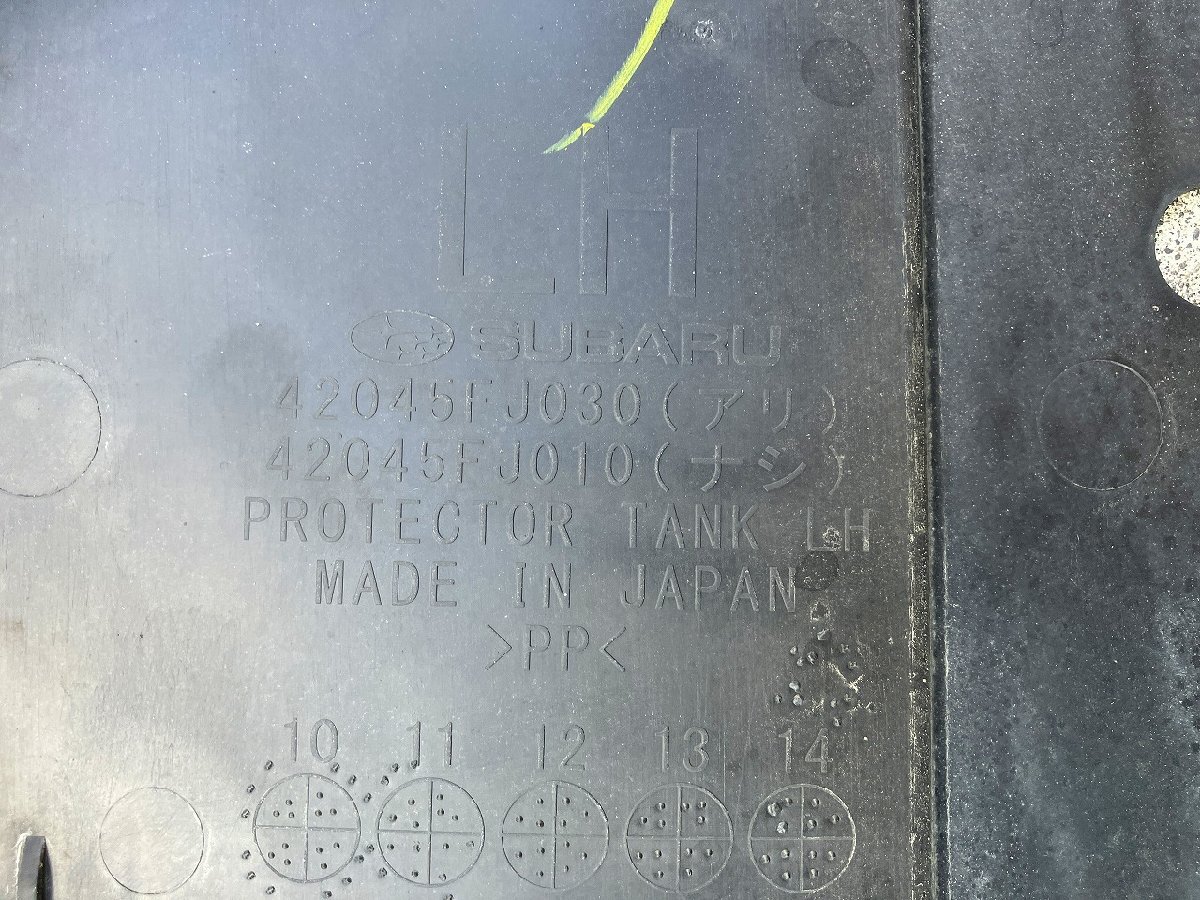 LH
SUBARU
42045FJ030(アリ)
42045FJ010(ナシ)
PROTECTOR TANK LH
MADE IN JAPAN
>PP<
10 11 12 13 14